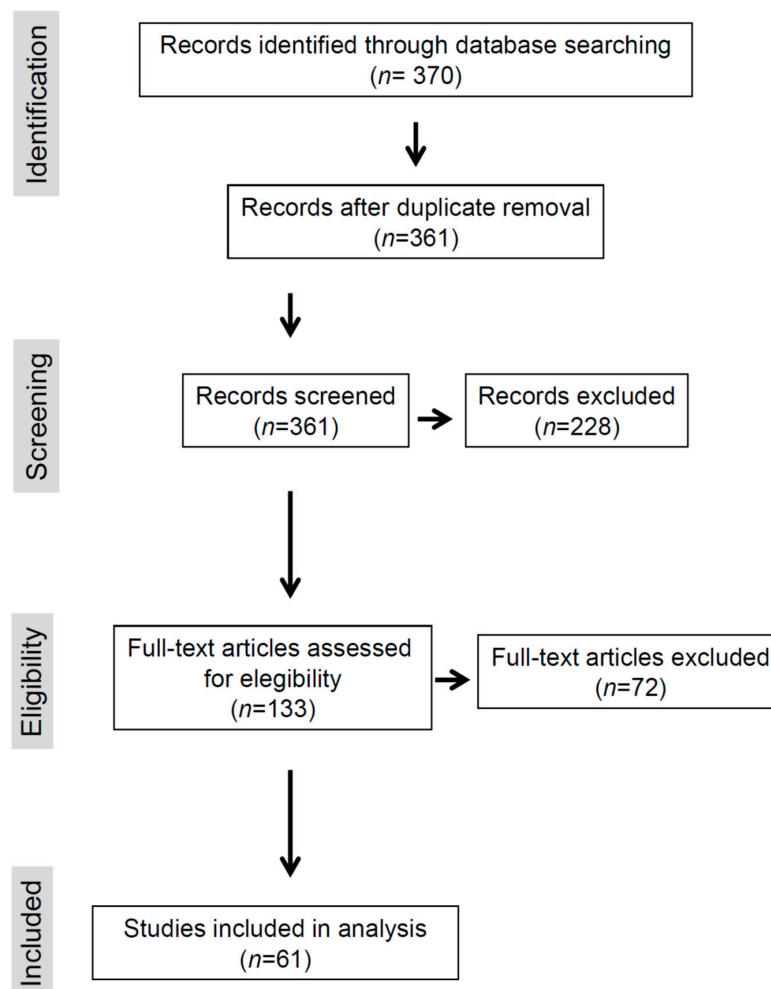 Identification
Records identified through database searching
(n= 370)
Records after duplicate removal
(n=361)
Screening
Records screened
(n=361)
Records excluded
(n=228)
Eligibility
Full-text articles assessed
for elegibility
(n=133)
Full-text articles excluded
(n=72)
Included
Studies included in analysis
(n=61)